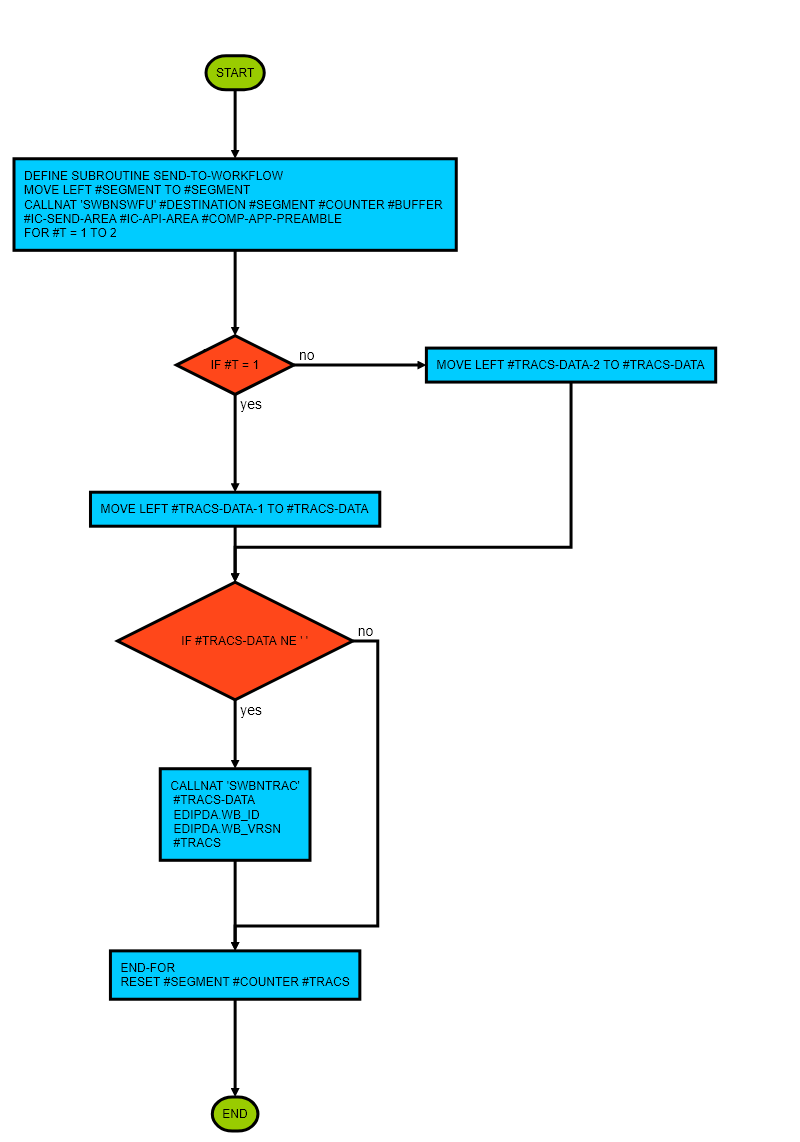 START
DEFINE SUBROUTINE SEND-TO-WORKFLOW
MOVE LEFT #SEGMENT TO #SEGMENT
CALLNAT 'SWBNSWFU' #DESTINATION #SEGMENT #COUNTER #BUFFER
#IC-SEND-AREA #IC-API-AREA #COMP-APP-PREAMBLE
FOR #T = 1 TO 2
IF #T = 1
no
MOVE LEFT #TRACS-DATA-2 TO #TRACS-DATA
yes
MOVE LEFT #TRACS-DATA-1 TO #TRACS-DATA
IF #TRACS-DATA NE ' '
no
yes
CALLNAT 'SWBNTRAC'
#TRACS-DATA
EDIPDA.WB_ID
EDIPDA.WB_VRSN
#TRACS
END-FOR
RESET #SEGMENT #COUNTER #TRACS
END